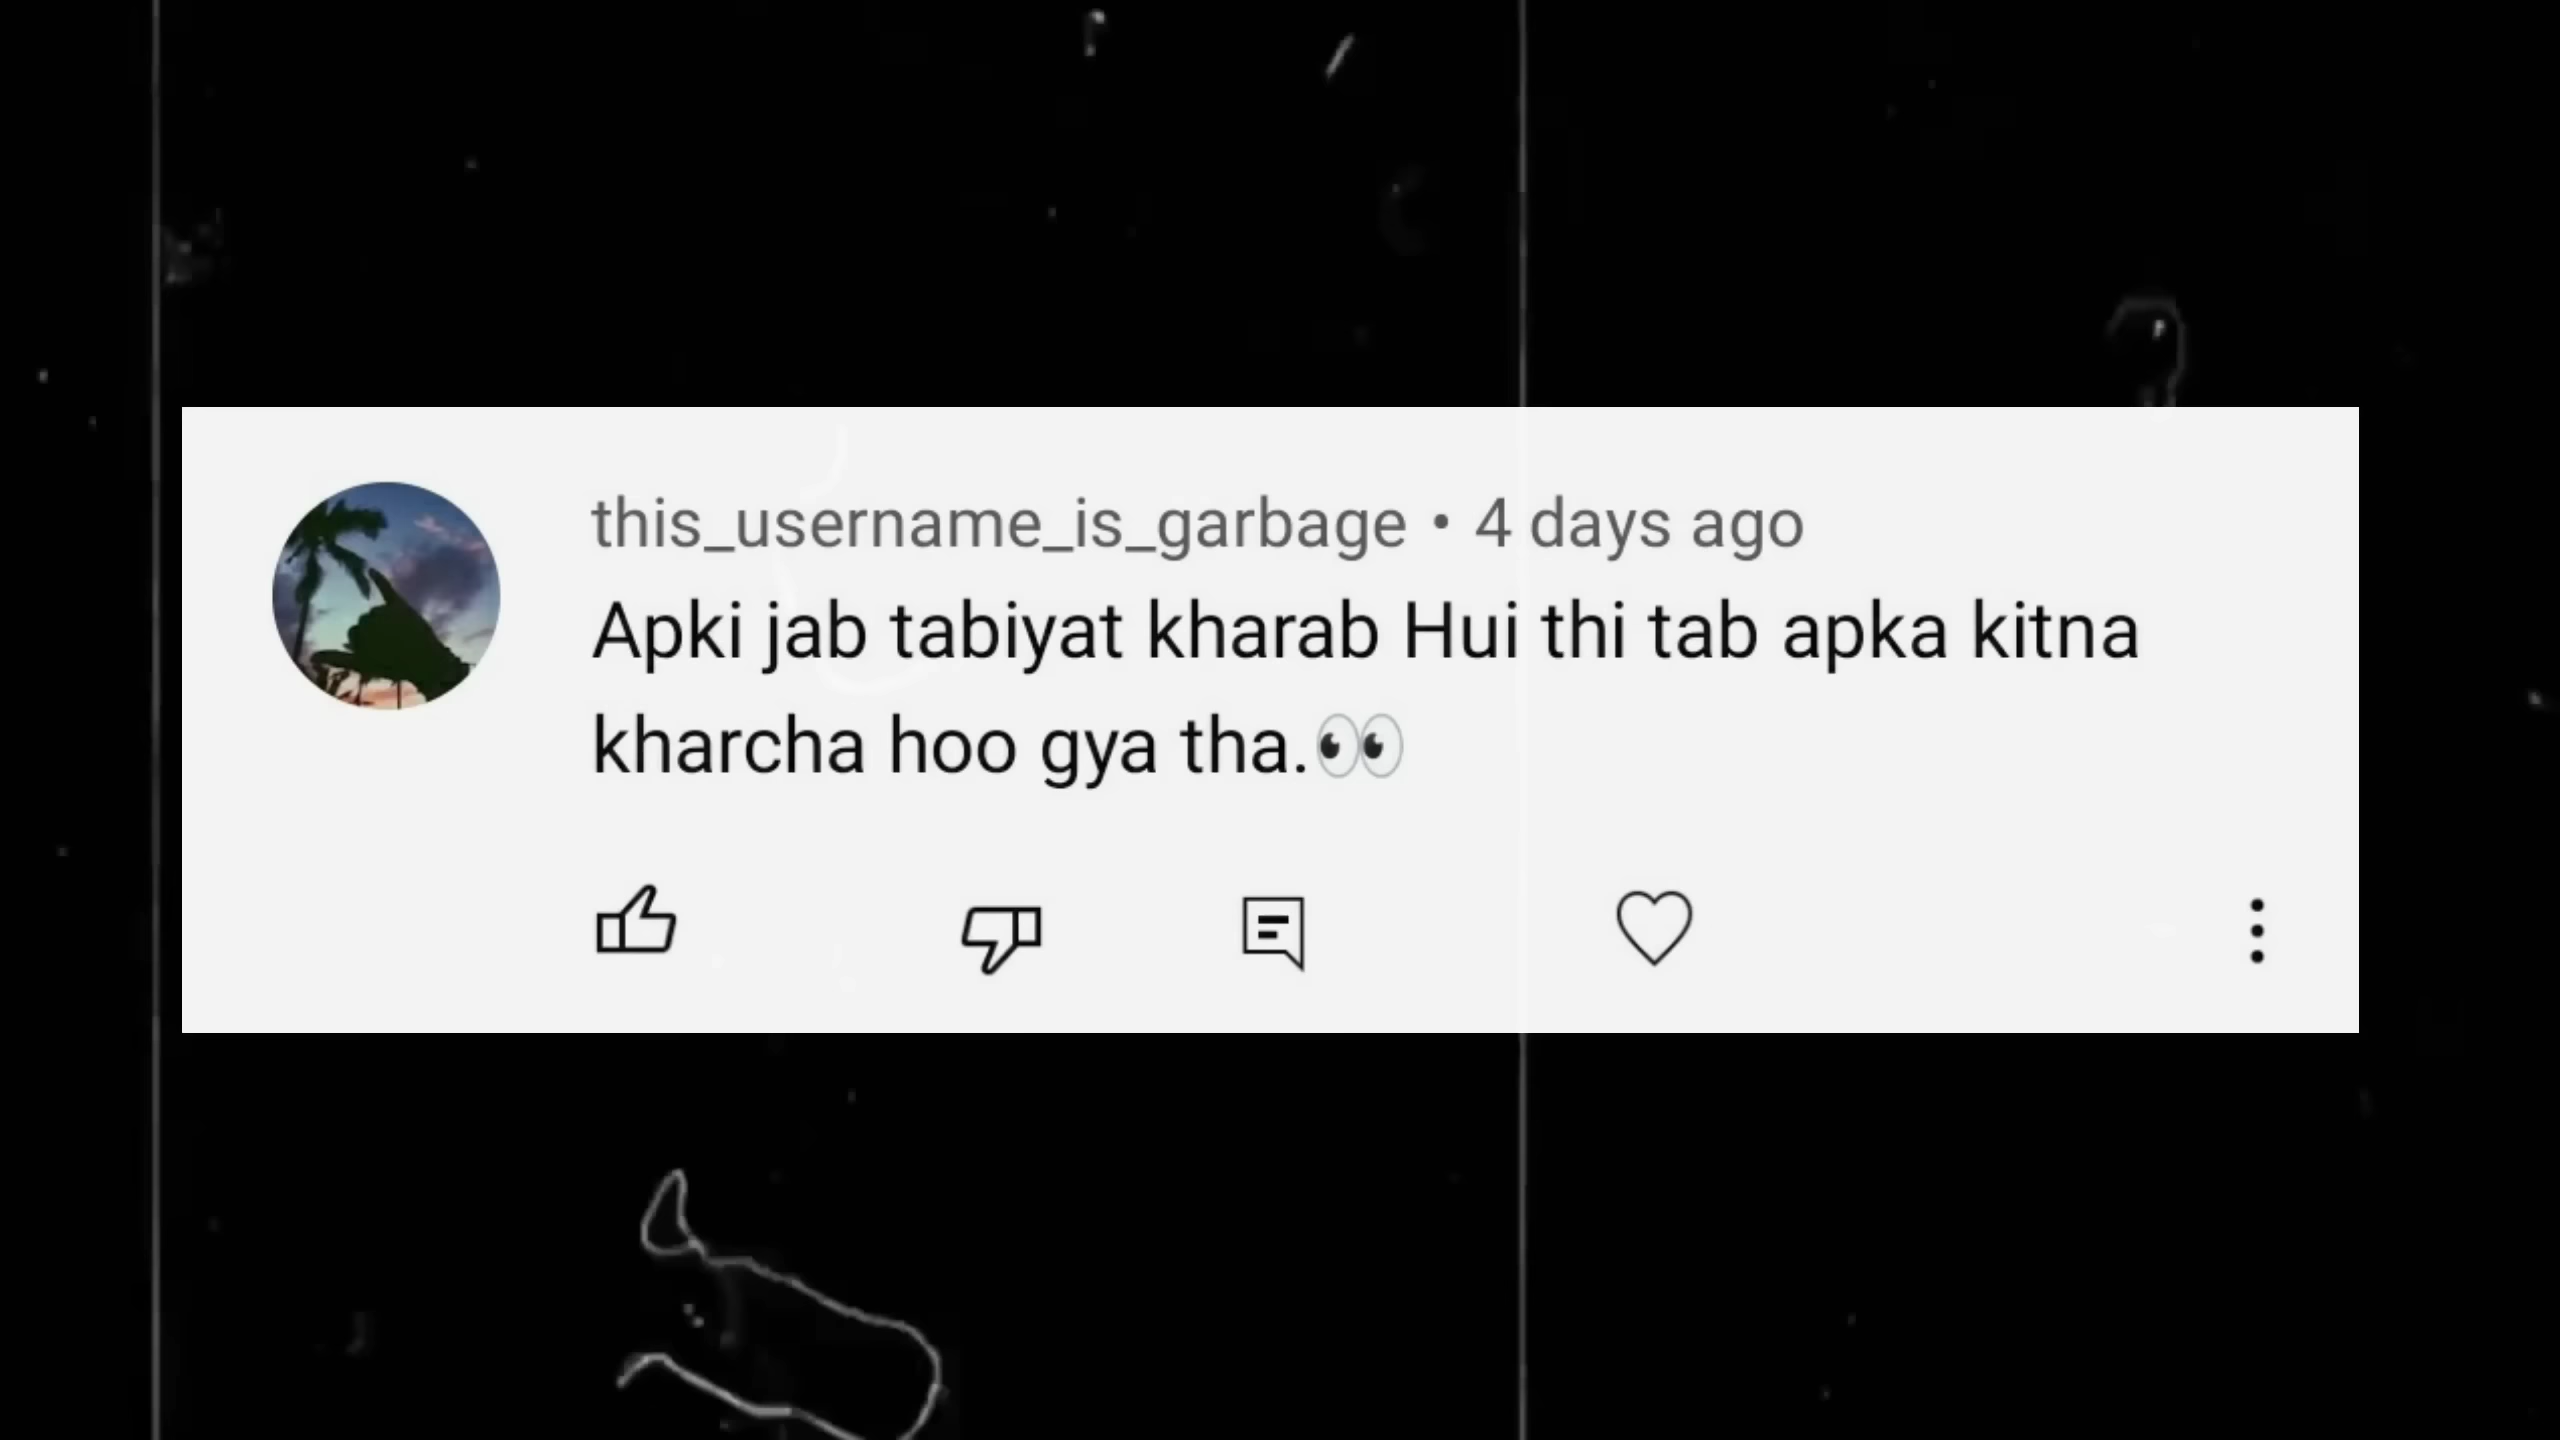 this_username_is_garbage • 4 days ago
Apki jab tabiyat kharab Hui thi tab apka kitna
kharcha hoo gya tha.👀